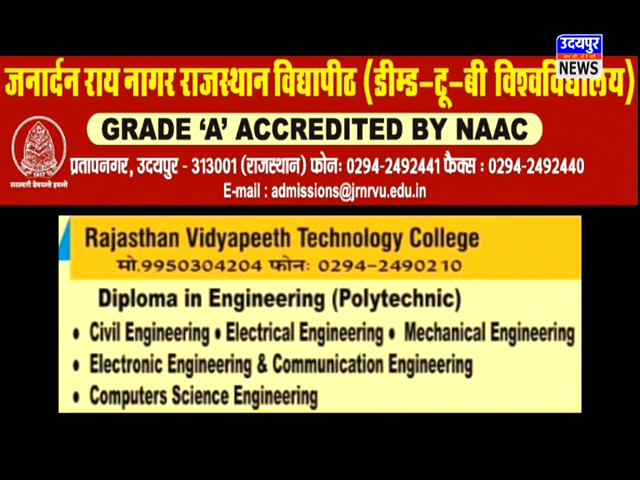 उदयपुर
NEWS
जनार्दन राय नागर राजस्थान विद्यापीठ (डीम्ड-टू-बी विश्वविद्यालय)
GRADE ‘A’ ACCREDITED BY NAAC
प्रतापनगर, उदयपुर - 313001 (राजस्थान) फोनः 0294-2492441 फैक्स : 0294-2492440
E-mail : admissions@jrnrvu.edu.in
1937
Rajasthan Vidyapeeth Technology College
मो.9950304204 फोनः 0294-2490210
Diploma in Engineering (Polytechnic)
• Civil Engineering • Electrical Engineering • Mechanical Engineering
• Electronic Engineering & Communication Engineering
• Computers Science Engineering